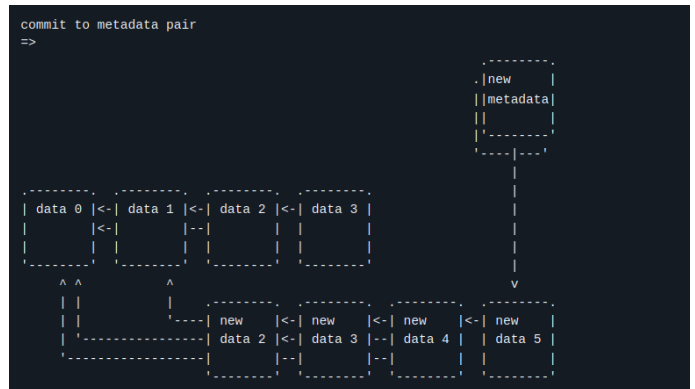 commit to metadata pair
=>
new
metadata
data 0 <-| data 1 |<-| data 2 |<-| data 3
new |<-| new |<-| new |<-| new
data 2 |<-| data 3 |--| data 4 | | data 5